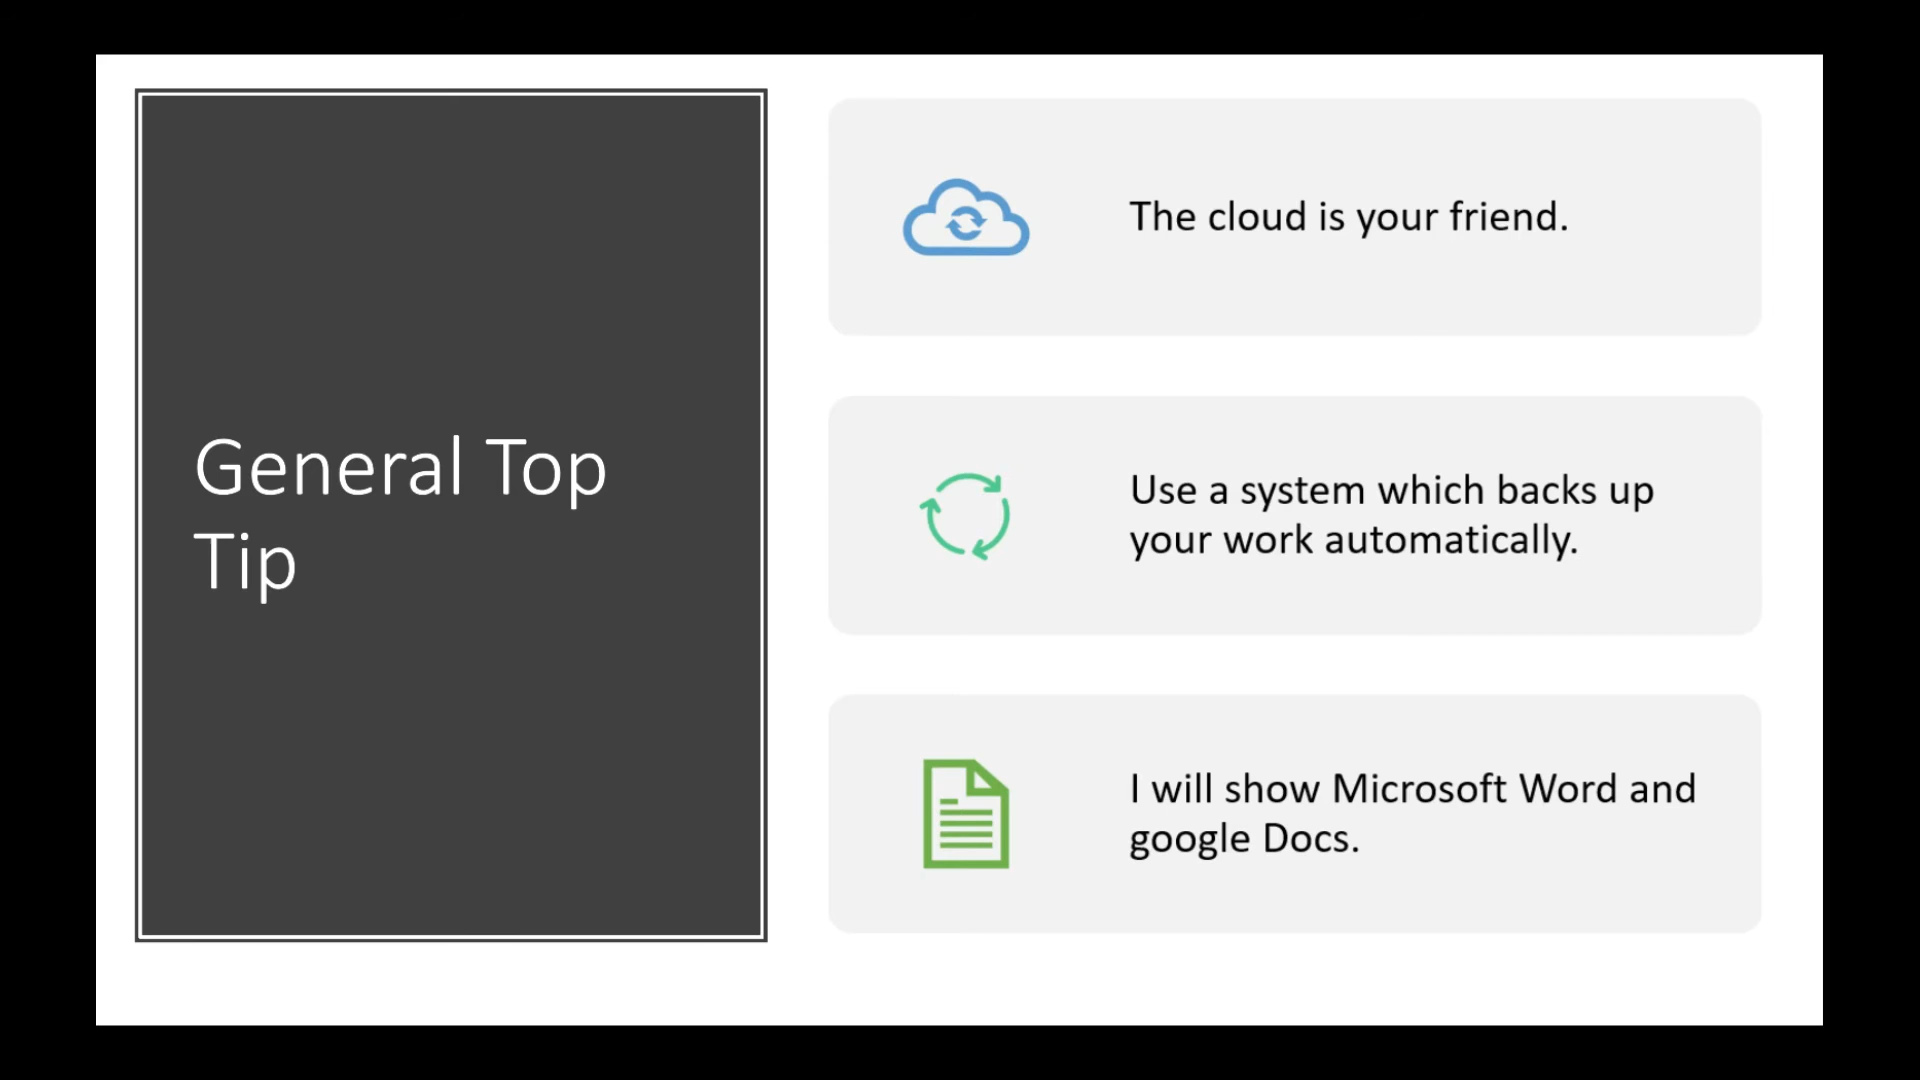 General Top
Tip
The cloud is your friend.
Use a system which backs up
your work automatically.
I will show Microsoft Word and
google Docs.